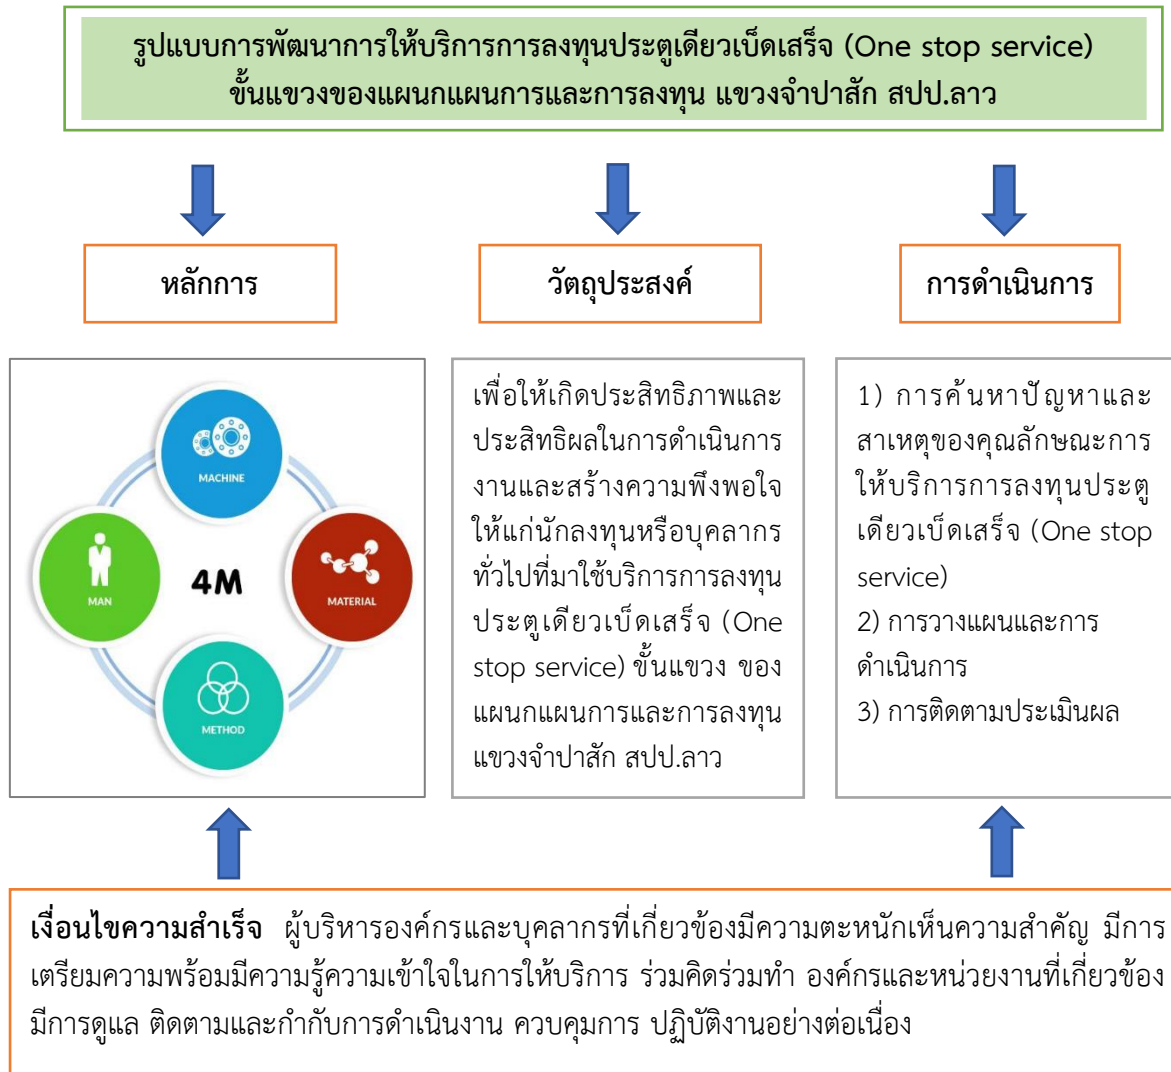 รูปแบบการพัฒนาการให้บริการการลงทุนประตูเดียวเบ็ดเสร็จ (One stop service)
ขั้นแขวงของแผนกแผนการและการลงทุน แขวงจำปาสัก สปป.ลาว
หลักการ
วัตถุประสงค์
การดำเนินการ
MACHINE
MAN
4M
MATERIAL
METHOD
เพื่อให้เกิดประสิทธิภาพและ
ประสิทธิผลในการดำเนินการ
งานและสร้างความพึงพอใจ
ให้แก่นักลงทุนหรือบุคลากร
ทั่วไปที่มาใช้บริการการลงทุน
ประตูเดียวเบ็ดเสร็จ (One
stop service) ขั้นแขวง ของ
แผนกแผนการและการลงทุน
แขวงจำปาสัก สปป.ลาว
1) การค้นหาปัญหาและ
สาเหตุของคุณลักษณะการ
ให้บริการการลงทุนประตู
เดียวเบ็ดเสร็จ (One stop
service)
2) การวางแผนและการ
ดำเนินการ
3) การติดตามประเมินผล
เงื่อนไขความสำเร็จ ผู้บริหารองค์กรและบุคลากรที่เกี่ยวข้องมีความตะหนักเห็นความสำคัญ มีการ
เตรียมความพร้อมมีความรู้ความเข้าใจในการให้บริการ ร่วมคิดร่วมทำ องค์กรและหน่วยงานที่เกี่ยวข้อง
มีการดูแล ติดตามและกำกับการดำเนินงาน ควบคุมการ ปฏิบัติงานอย่างต่อเนื่อง